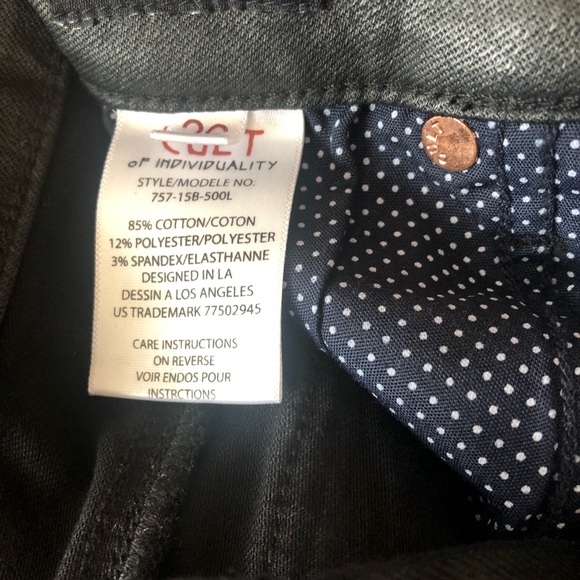 CULT
OF INDIVIDUALITY
STYLE/MODELE NO:
757-15B-500L
85% COTTON/COTON
12% POLYESTER/POLYESTER
3% SPANDEX/ELASTHANNE
DESIGNED IN LA
DESSIN A LOS ANGELES
US TRADEMARK 77502945
CARE INSTRUCTIONS
ON REVERSE
VOIR ENDOS POUR
INSTRCTIONS